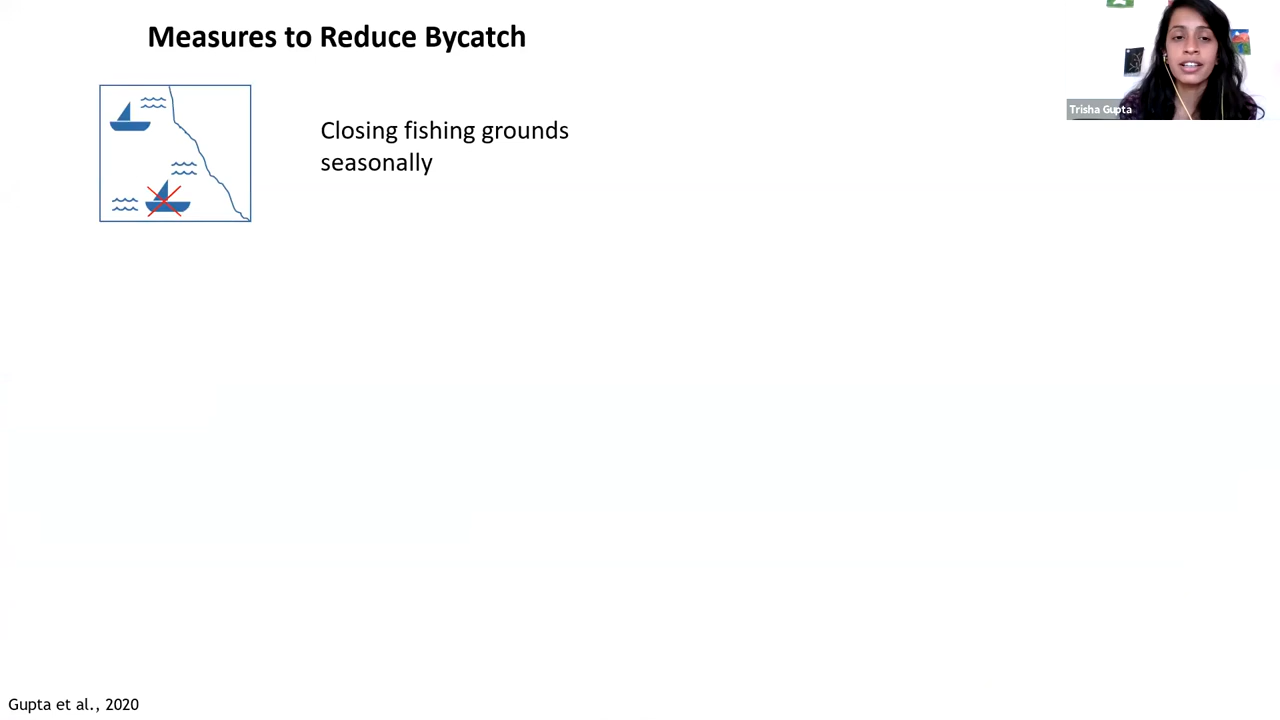 Measures to Reduce Bycatch
Trisha Gupta
Closing fishing grounds
seasonally
Gupta et al., 2020